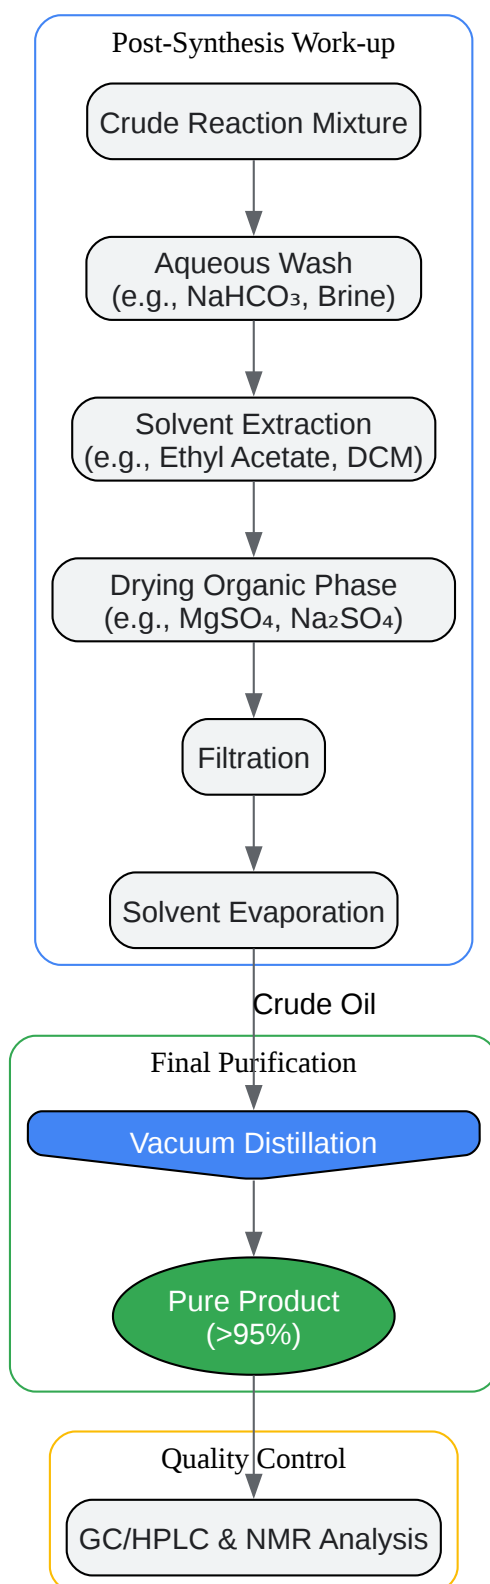 Post-Synthesis Work-up
Crude Reaction Mixture
Aqueous Wash
(e.g., NaHCO₃, Brine)
Solvent Extraction
(e.g., Ethyl Acetate, DCM)
Drying Organic Phase
(e.g., MgSO₄, Na₂SO₄)
Filtration
Solvent Evaporation
Crude Oil
Final Purification
Vacuum Distillation
Pure Product
(>95%)
Quality Control
GC/HPLC & NMR Analysis